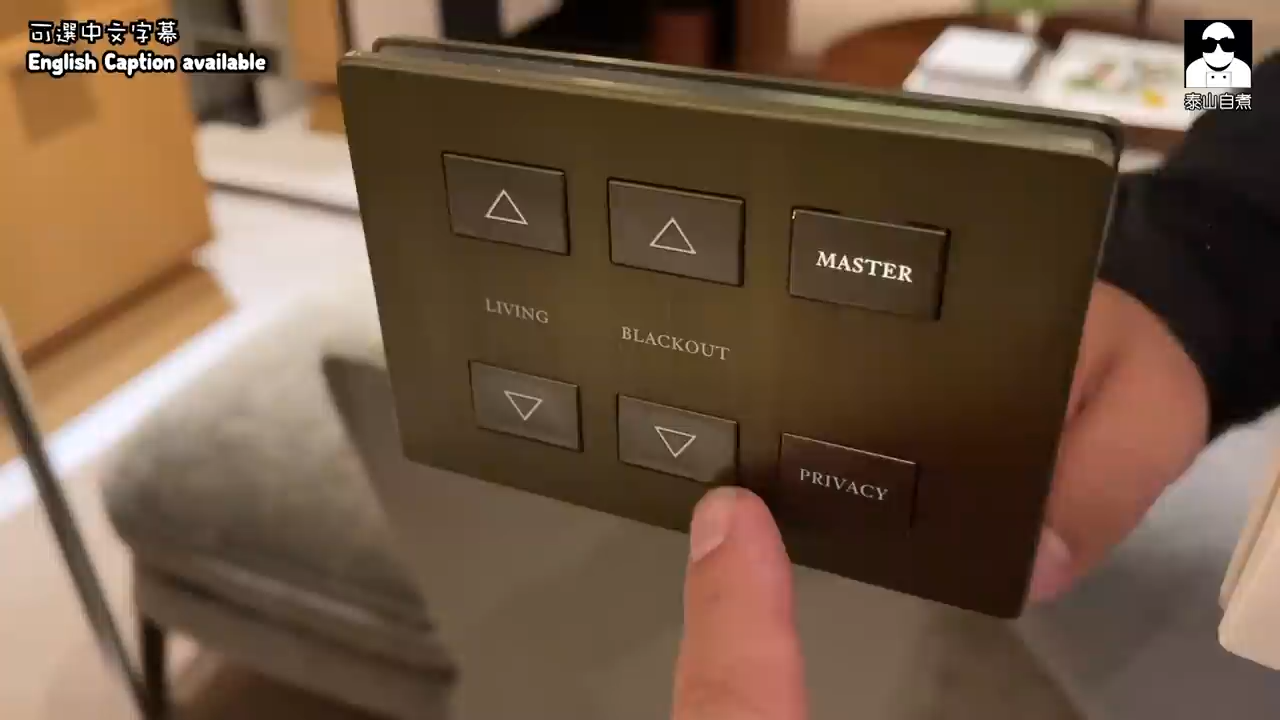 可選中文字幕
English Caption available
泰山自煮
MASTER
LIVING
BLACKOUT
PRIVACY